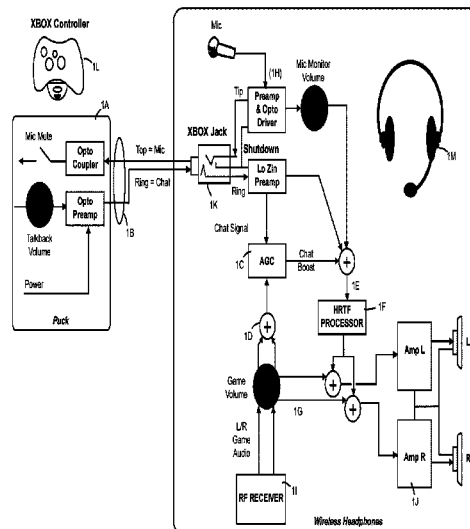 XBOX Controller
1L
1A
Mic Mute
Opto
Coupler
Opto
Preamp
Talkback
Volume
Power
Puck
Top = Mic
Ring = Chat
1B
Mic
(1H)
Tip
Preamp
& Opto
Driver
Mic Monitor
Volume
XBOX Jack
Shutdown
1K
Ring
Lo Zin
Preamp
Chat Signal
1C
AGC
Chat
Boost
+
1E
HRTF
PROCESSOR
1F
1D
+
Game
Volume
1G
+
+
L/R
Game
Audio
RF RECEIVER
1I
Amp L
L
Amp R
R
1J
1M
Wireless Headphones